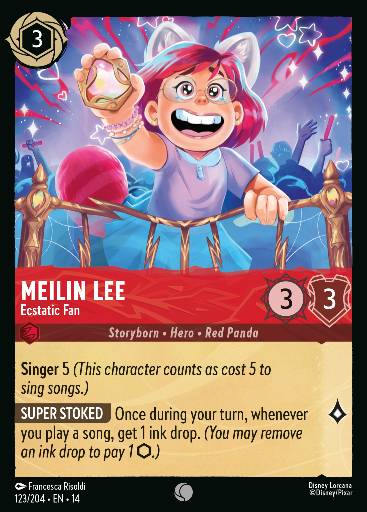 3
MEILIN LEE
Ecstatic Fan
3
3
Storyborn • Hero • Red Panda
Singer 5 (This character counts as cost 5 to
sing songs.)
SUPER STOKED Once during your turn, whenever
you play a song, get 1 ink drop. (You may remove
an ink drop to pay 1 ⬡.)
Francesca Risoldi
123/204 • EN • 14
Disney Lorcana
©Disney/Pixar